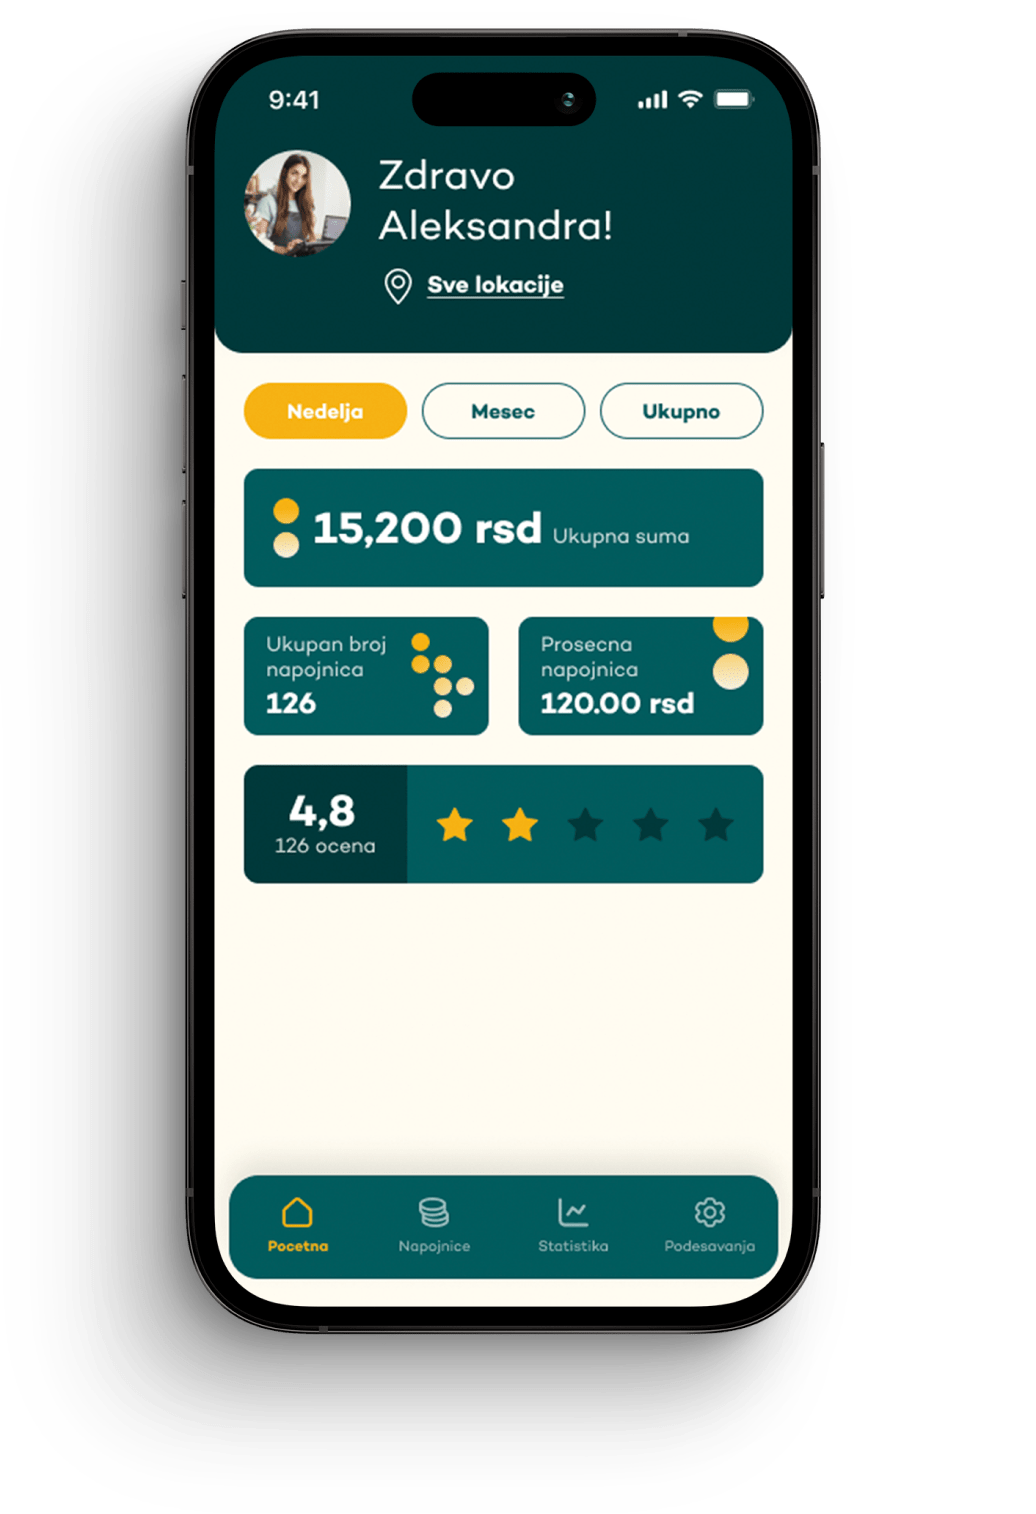 9:41
Zdravo
Aleksandra!
Sve lokacije
Nedelja
Mesec
Ukupno
15,200 rsd Ukupna suma
Ukupan broj
napojnica
126
Prosecna
napojnica
120.00 rsd
4,8
126 ocena
Pocetna
Napojnice
Statistika
Podesavanja